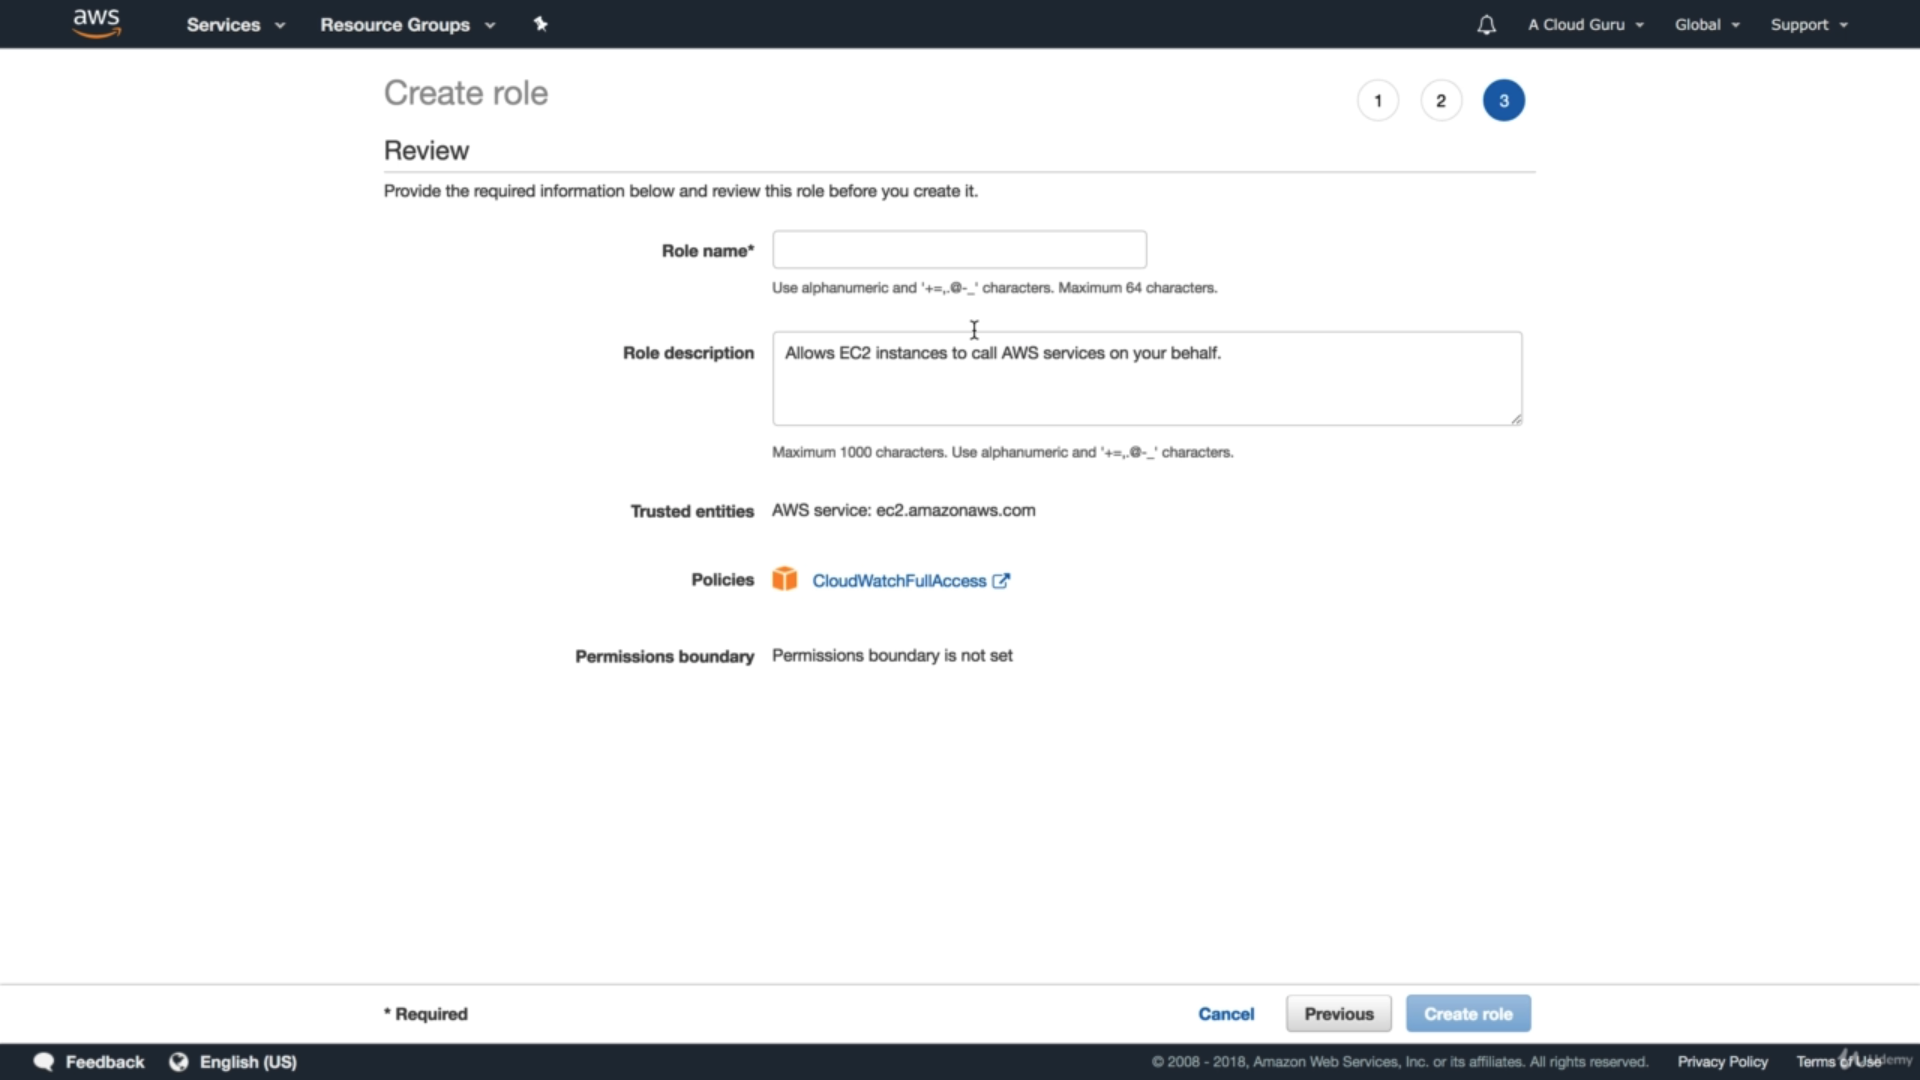 aws Services Resource Groups A Cloud Guru Global Support
Create role
1 2 3
Review
Provide the required information below and review this role before you create it.
Role name*
Use alphanumeric and '+=,.@-_' characters. Maximum 64 characters.
Role description Allows EC2 instances to call AWS services on your behalf.
Maximum 1000 characters. Use alphanumeric and '+=,.@-_' characters.
Trusted entities AWS service: ec2.amazonaws.com
Policies CloudWatchFullAccess
Permissions boundary Permissions boundary is not set
* Required Cancel Previous Create role
Feedback English (US) © 2008 - 2018, Amazon Web Services, Inc. or its affiliates. All rights reserved. Privacy Policy Terms of Use